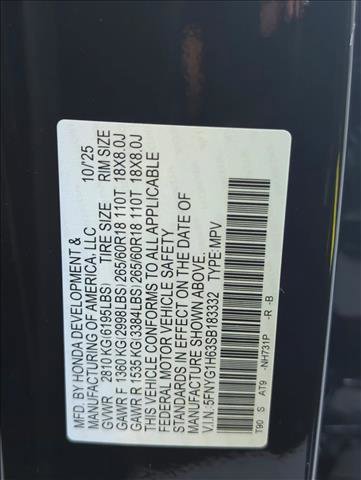 MFD. BY HONDA DEVELOPMENT &
MANUFACTURING OF AMERICA, LLC 10/'25
GVWR 2810 KG(6195LBS) TIRE SIZE RIM SIZE
GAWR F 1360 KG(2998LBS) 265/60R18 110T 18X8.0J
GAWR R 1535 KG(3384LBS) 265/60R18 110T 18X8.0J
THIS VEHICLE CONFORMS TO ALL APPLICABLE
FEDERAL MOTOR VEHICLE SAFETY
STANDARDS IN EFFECT ON THE DATE OF
MANUFACTURE SHOWN ABOVE.
V.I.N.:5FNYG1H63SB183332 TYPE:MPV
T90 S AT9 -NH731P -R -B